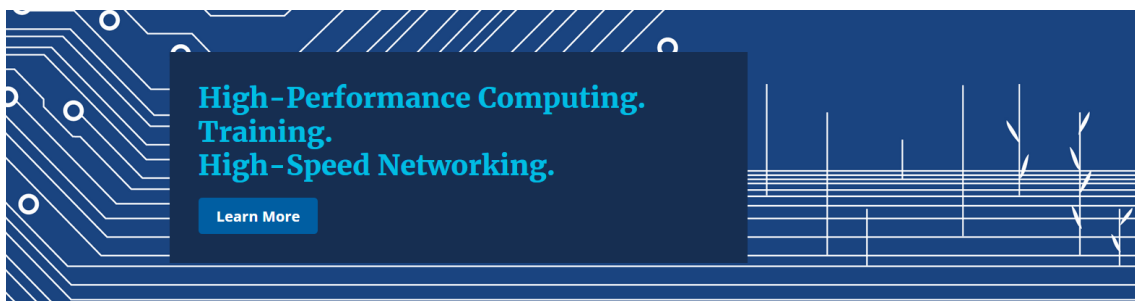 High-Performance Computing.
Training.
High-Speed Networking.
Learn More